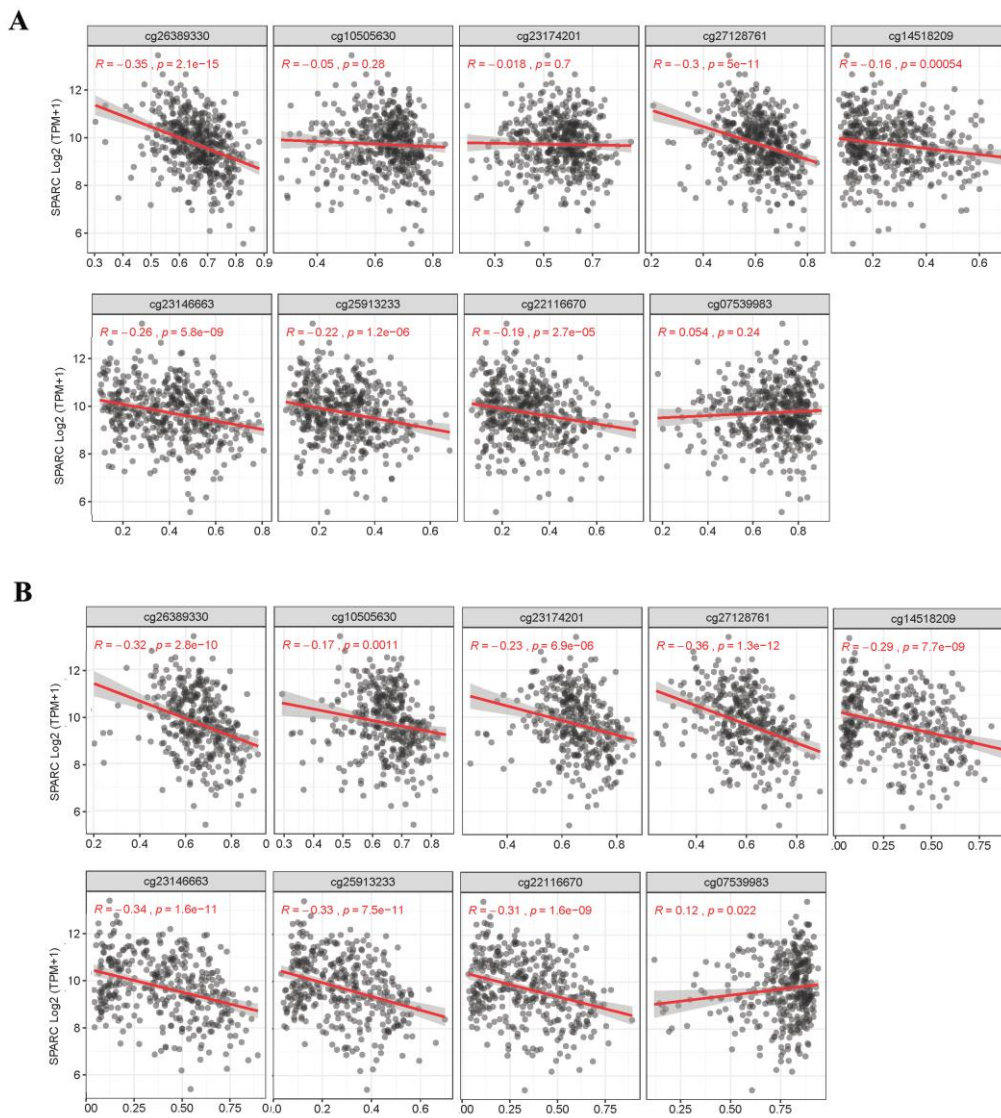 A
cg26389330 cg10505630 cg23174201 cg27128761 cg14518209
R = −0.35 , p = 2.1e−15 R = −0.05 , p = 0.28 R = −0.018 , p = 0.7 R = −0.3 , p = 5e−11 R = −0.16 , p = 0.00054
SPARC Log2 (TPM+1)
12
10
8
6
0.3 0.4 0.5 0.6 0.7 0.8 0.9 0.4 0.6 0.8 0.2 0.4 0.6 0.2 0.4 0.6 0.8 0.2 0.4 0.6
cg23146663 cg25913233 cg22116670 cg07539983
R = −0.26 , p = 5.8e−09 R = −0.22 , p = 1.2e−06 R = −0.19 , p = 2.7e−05 R = 0.054 , p = 0.24
SPARC Log2 (TPM+1)
12
10
8
6
0.2 0.4 0.6 0.8 0.2 0.4 0.6 0.2 0.4 0.6 0.2 0.4 0.6 0.8
B
cg26389330 cg10505630 cg23174201 cg27128761 cg14518209
R = −0.32 , p = 2.8e−10 R = −0.17 , p = 0.0011 R = −0.23 , p = 6.9e−06 R = −0.36 , p = 1.3e−12 R = −0.29 , p = 7.7e−09
SPARC Log2 (TPM+1)
12
10
8
6
0.2 0.4 0.6 0.8 0 0.3 0.4 0.5 0.6 0.7 0.8 0.4 0.6 0.8 0.4 0.6 0.8 .00 0.25 0.50 0.75
cg23146663 cg25913233 cg22116670 cg07539983
R = −0.34 , p = 1.6e−11 R = −0.33 , p = 7.5e−11 R = −0.31 , p = 1.6e−09 R = 0.12 , p = 0.022
SPARC Log2 (TPM+1)
12
10
8
6
00 0.25 0.50 0.75 0.2 0.4 0.6 00 0.25 0.50 0.75 0.25 0.50 0.75